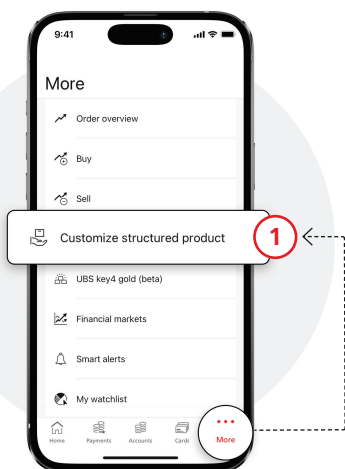 9:41
More
Order overview
Buy
Sell
Customize structured product
1
UBS key4 gold (beta)
Financial markets
Smart alerts
My watchlist
Home Payments Accounts Cards More